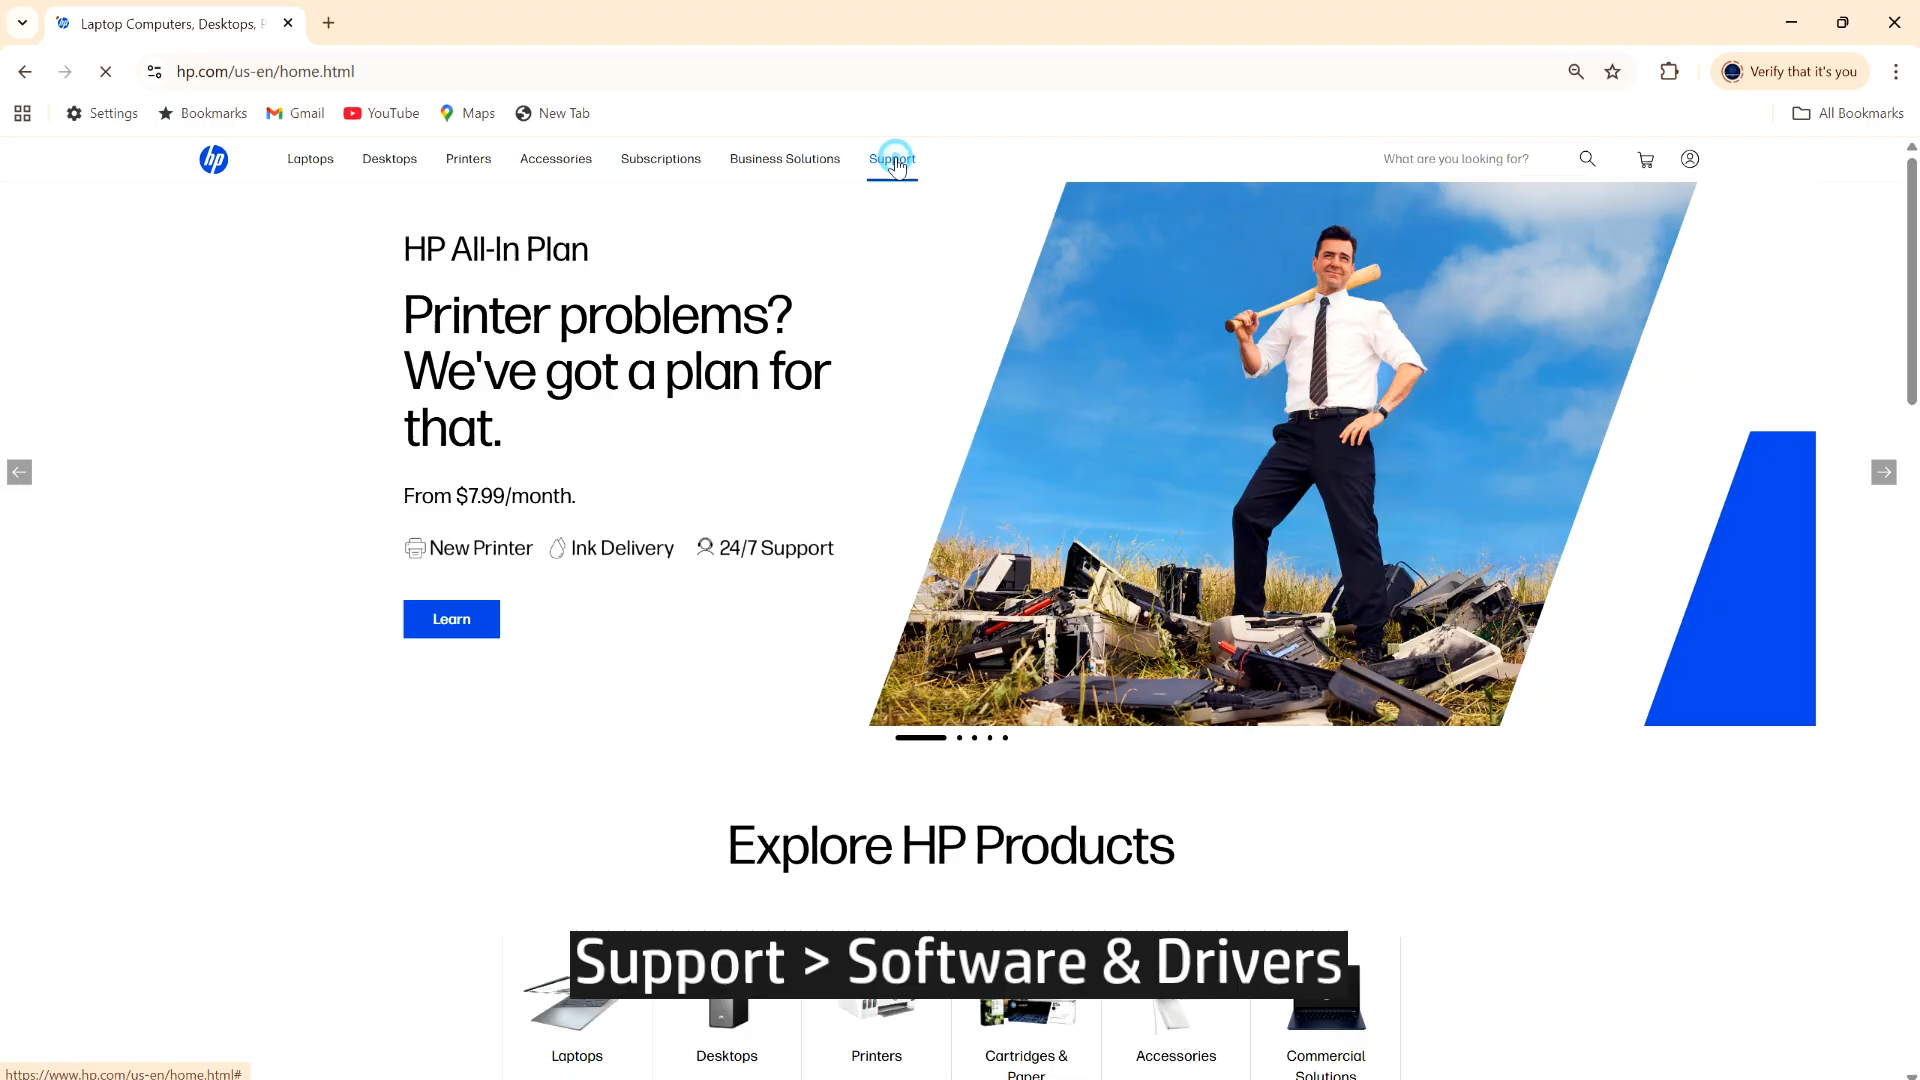 Laptop Computers, Desktops, P
hp.com/us-en/home.html
Verify that it's you
Settings
Bookmarks
Gmail
YouTube
Maps
New Tab
All Bookmarks
hp
Laptops
Desktops
Printers
Accessories
Subscriptions
Business Solutions
Support
What are you looking for?
HP All-In Plan
Printer problems?
We've got a plan for
that.
From $7.99/month.
New Printer
Ink Delivery
24/7 Support
Learn
Explore HP Products
Support > Software & Drivers
Laptops
Desktops
Printers
Cartridges &
Paper
Accessories
Commercial
Solutions
https://www.hp.com/us-en/home.html#